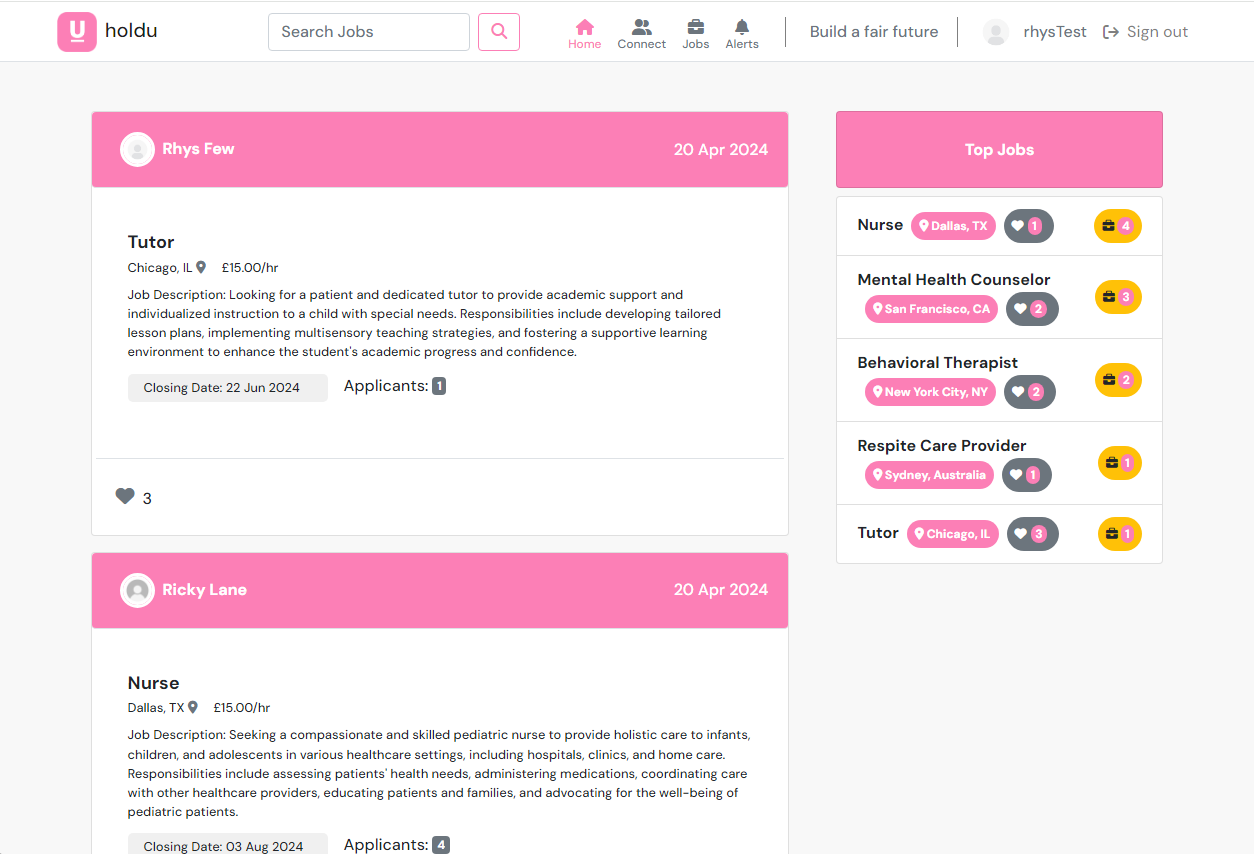 U holdu
Search Jobs
Home
Connect
Jobs
Alerts
Build a fair future
rhysTest
Sign out
Rhys Few
20 Apr 2024
Tutor
Chicago, IL £15.00/hr
Job Description: Looking for a patient and dedicated tutor to provide academic support and
individualized instruction to a child with special needs. Responsibilities include developing tailored
lesson plans, implementing multisensory teaching strategies, and fostering a supportive learning
environment to enhance the student's academic progress and confidence.
Closing Date: 22 Jun 2024 Applicants: 1
3
Ricky Lane
20 Apr 2024
Nurse
Dallas, TX £15.00/hr
Job Description: Seeking a compassionate and skilled pediatric nurse to provide holistic care to infants,
children, and adolescents in various healthcare settings, including hospitals, clinics, and home care.
Responsibilities include assessing patients' health needs, administering medications, coordinating care
with other healthcare providers, educating patients and families, and advocating for the well-being of
pediatric patients.
Closing Date: 03 Aug 2024 Applicants: 4
Top Jobs
Nurse Dallas, TX 1 4
Mental Health Counselor
San Francisco, CA 2 3
Behavioral Therapist
New York City, NY 2 2
Respite Care Provider
Sydney, Australia 1 1
Tutor Chicago, IL 3 1